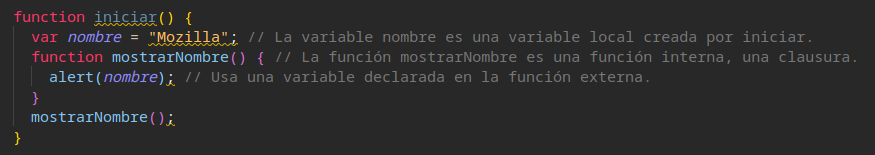 function iniciar() {
var nombre = "Mozilla"; // La variable nombre es una variable local creada por iniciar.
function mostrarNombre() { // La función mostrarNombre es una función interna, una clausura.
alert(nombre); // Usa una variable declarada en la función externa.
}
mostrarNombre();
}